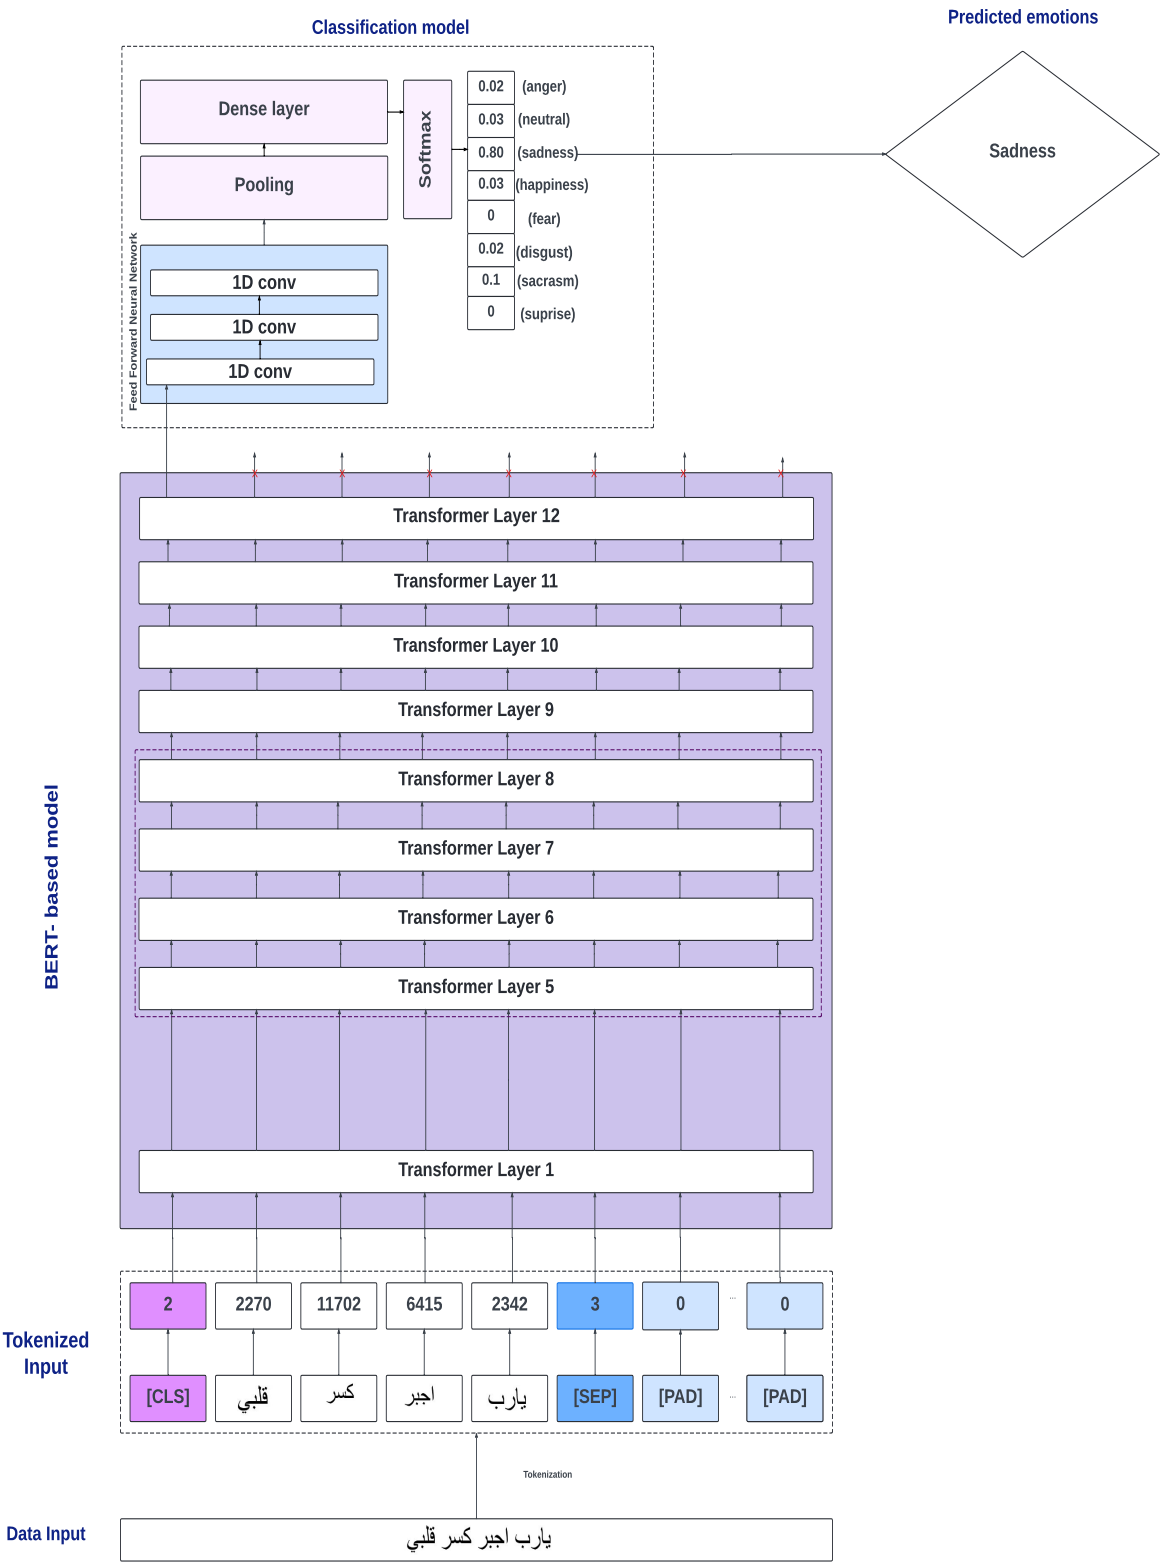 Classification model
Predicted emotions
Dense layer
Pooling
Softmax
0.02 (anger)
0.03 (neutral)
0.80 (sadness)
0.03 (happiness)
0 (fear)
0.02 (disgust)
0.1 (sacrasm)
0 (suprise)
Sadness
Feed Forward Neural Network
1D conv
1D conv
1D conv
X X X X X X X
BERT- based model
Transformer Layer 12
Transformer Layer 11
Transformer Layer 10
Transformer Layer 9
Transformer Layer 8
Transformer Layer 7
Transformer Layer 6
Transformer Layer 5
Transformer Layer 1
Tokenized
Input
2 2270 11702 6415 2342 3 0 ... 0
[CLS] قلبي كسر اجبر يارب [SEP] [PAD] ... [PAD]
Tokenization
Data Input
يارب اجبر كسر قلبي